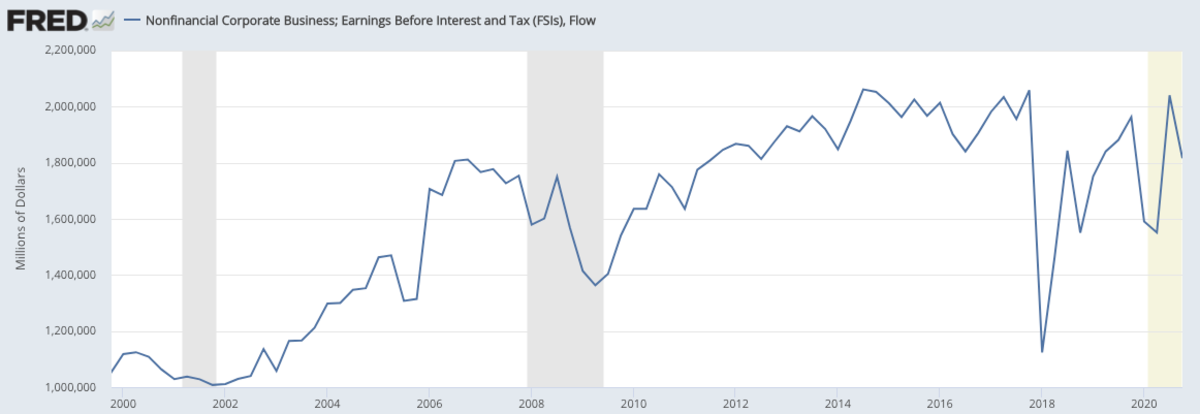 FRED Nonfinancial Corporate Business; Earnings Before Interest and Tax (FSIs), Flow
Millions of Dollars
2,200,000
2,000,000
1,800,000
1,600,000
1,400,000
1,200,000
1,000,000
2000 2002 2004 2006 2008 2010 2012 2014 2016 2018 2020